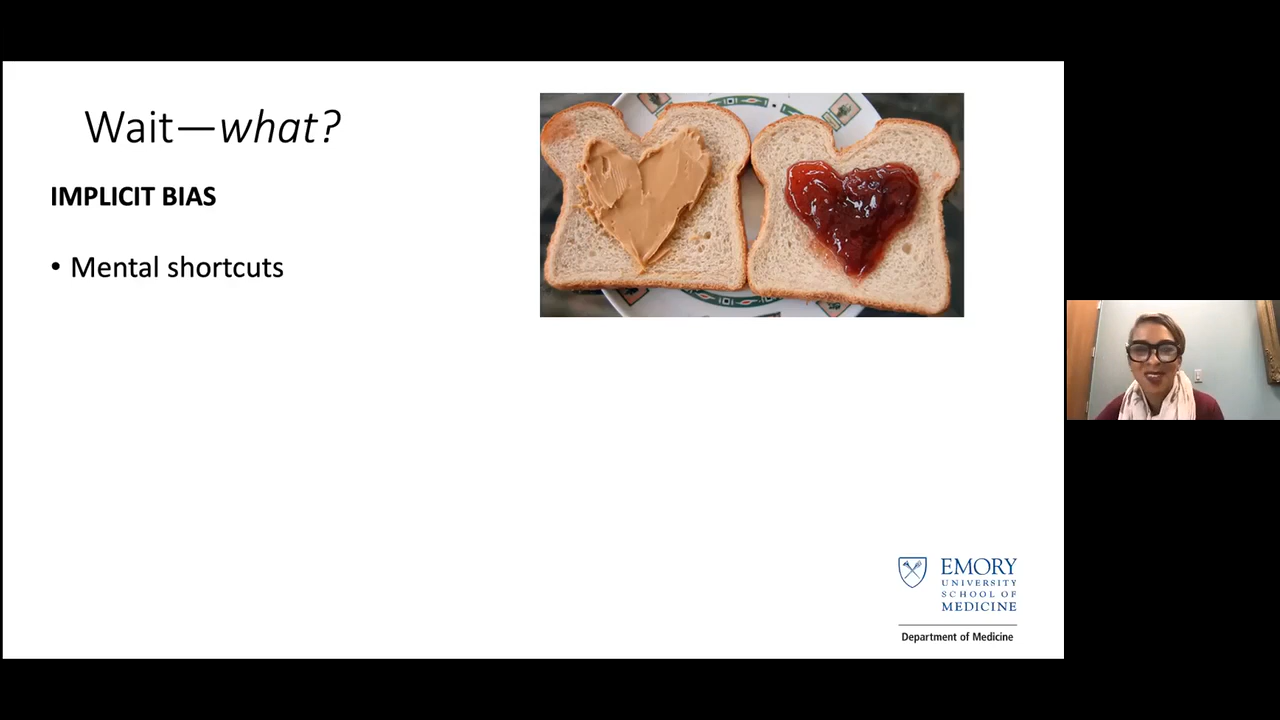 Wait—what?
IMPLICIT BIAS
• Mental shortcuts
EMORY
UNIVERSITY
SCHOOL OF
MEDICINE
Department of Medicine